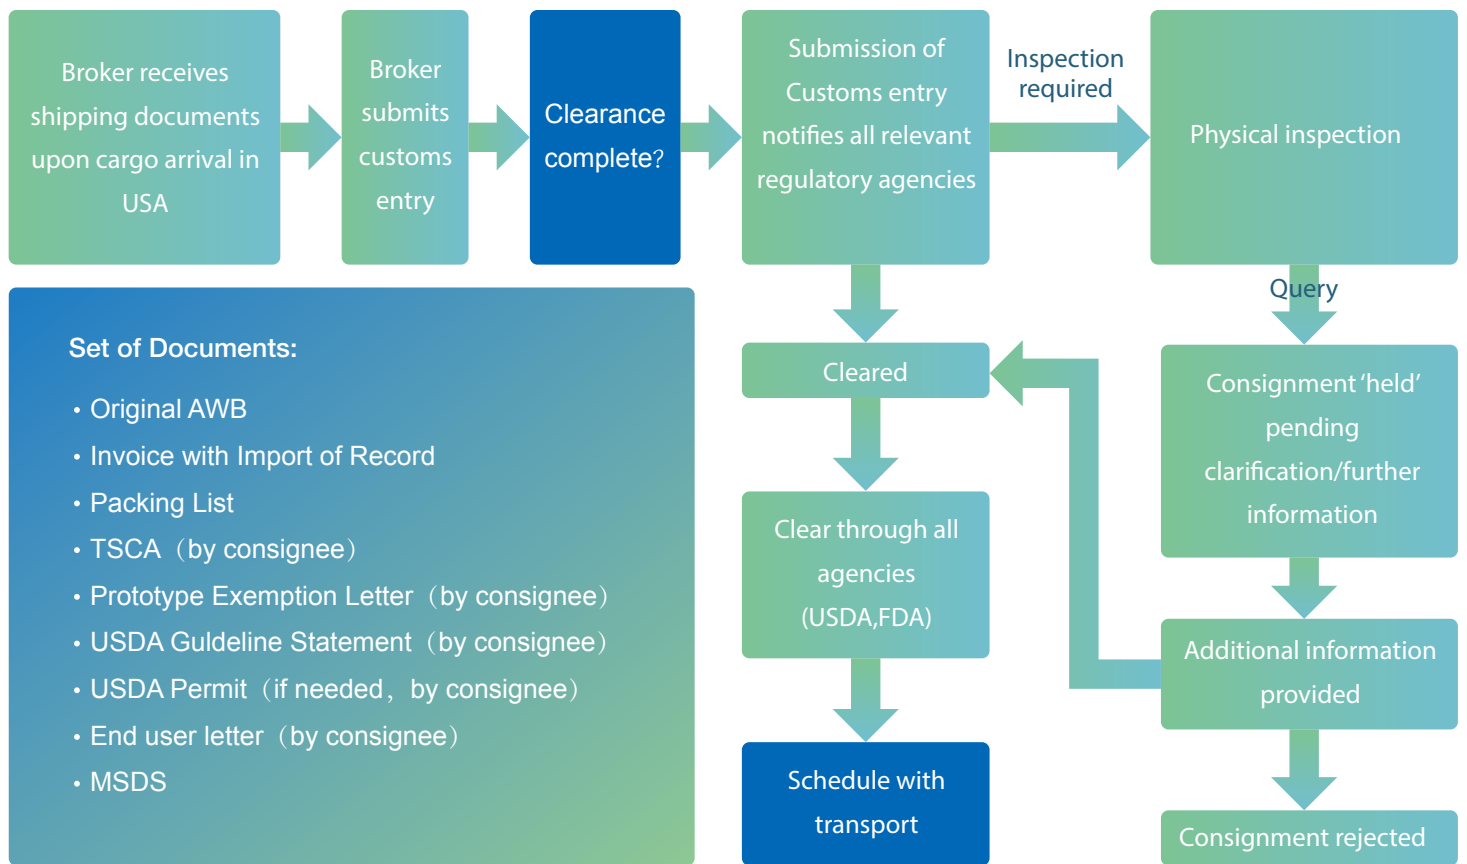 Broker receives
shipping documents
upon cargo arrival in
USA
Broker
submits
customs
entry
Clearance
complete?
Submission of
Customs entry
notifies all relevant
regulatory agencies
Inspection
required
Physical inspection
Query
Set of Documents:
• Original AWB
• Invoice with Import of Record
• Packing List
• TSCA（by consignee）
• Prototype Exemption Letter（by consignee）
• USDA Guldeline Statement（by consignee）
• USDA Permit（if needed，by consignee）
• End user letter（by consignee）
• MSDS
Cleared
Clear through all
agencies
(USDA,FDA)
Schedule with
transport
Consignment ‘held’
pending
clarification/further
information
Additional information
provided
Consignment rejected